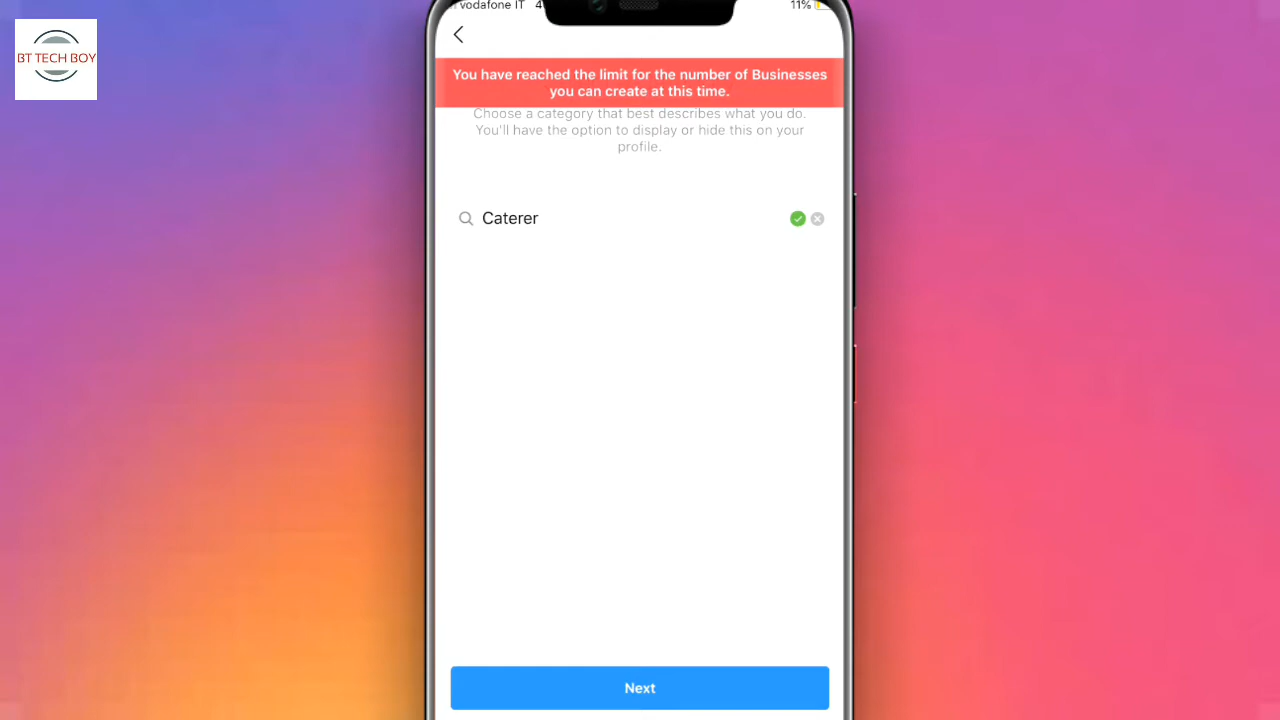 BT TECH BOY
vodafone IT 4
11%
You have reached the limit for the number of Businesses
you can create at this time.
Choose a category that best describes what you do.
You'll have the option to display or hide this on your
profile.
Caterer
Next